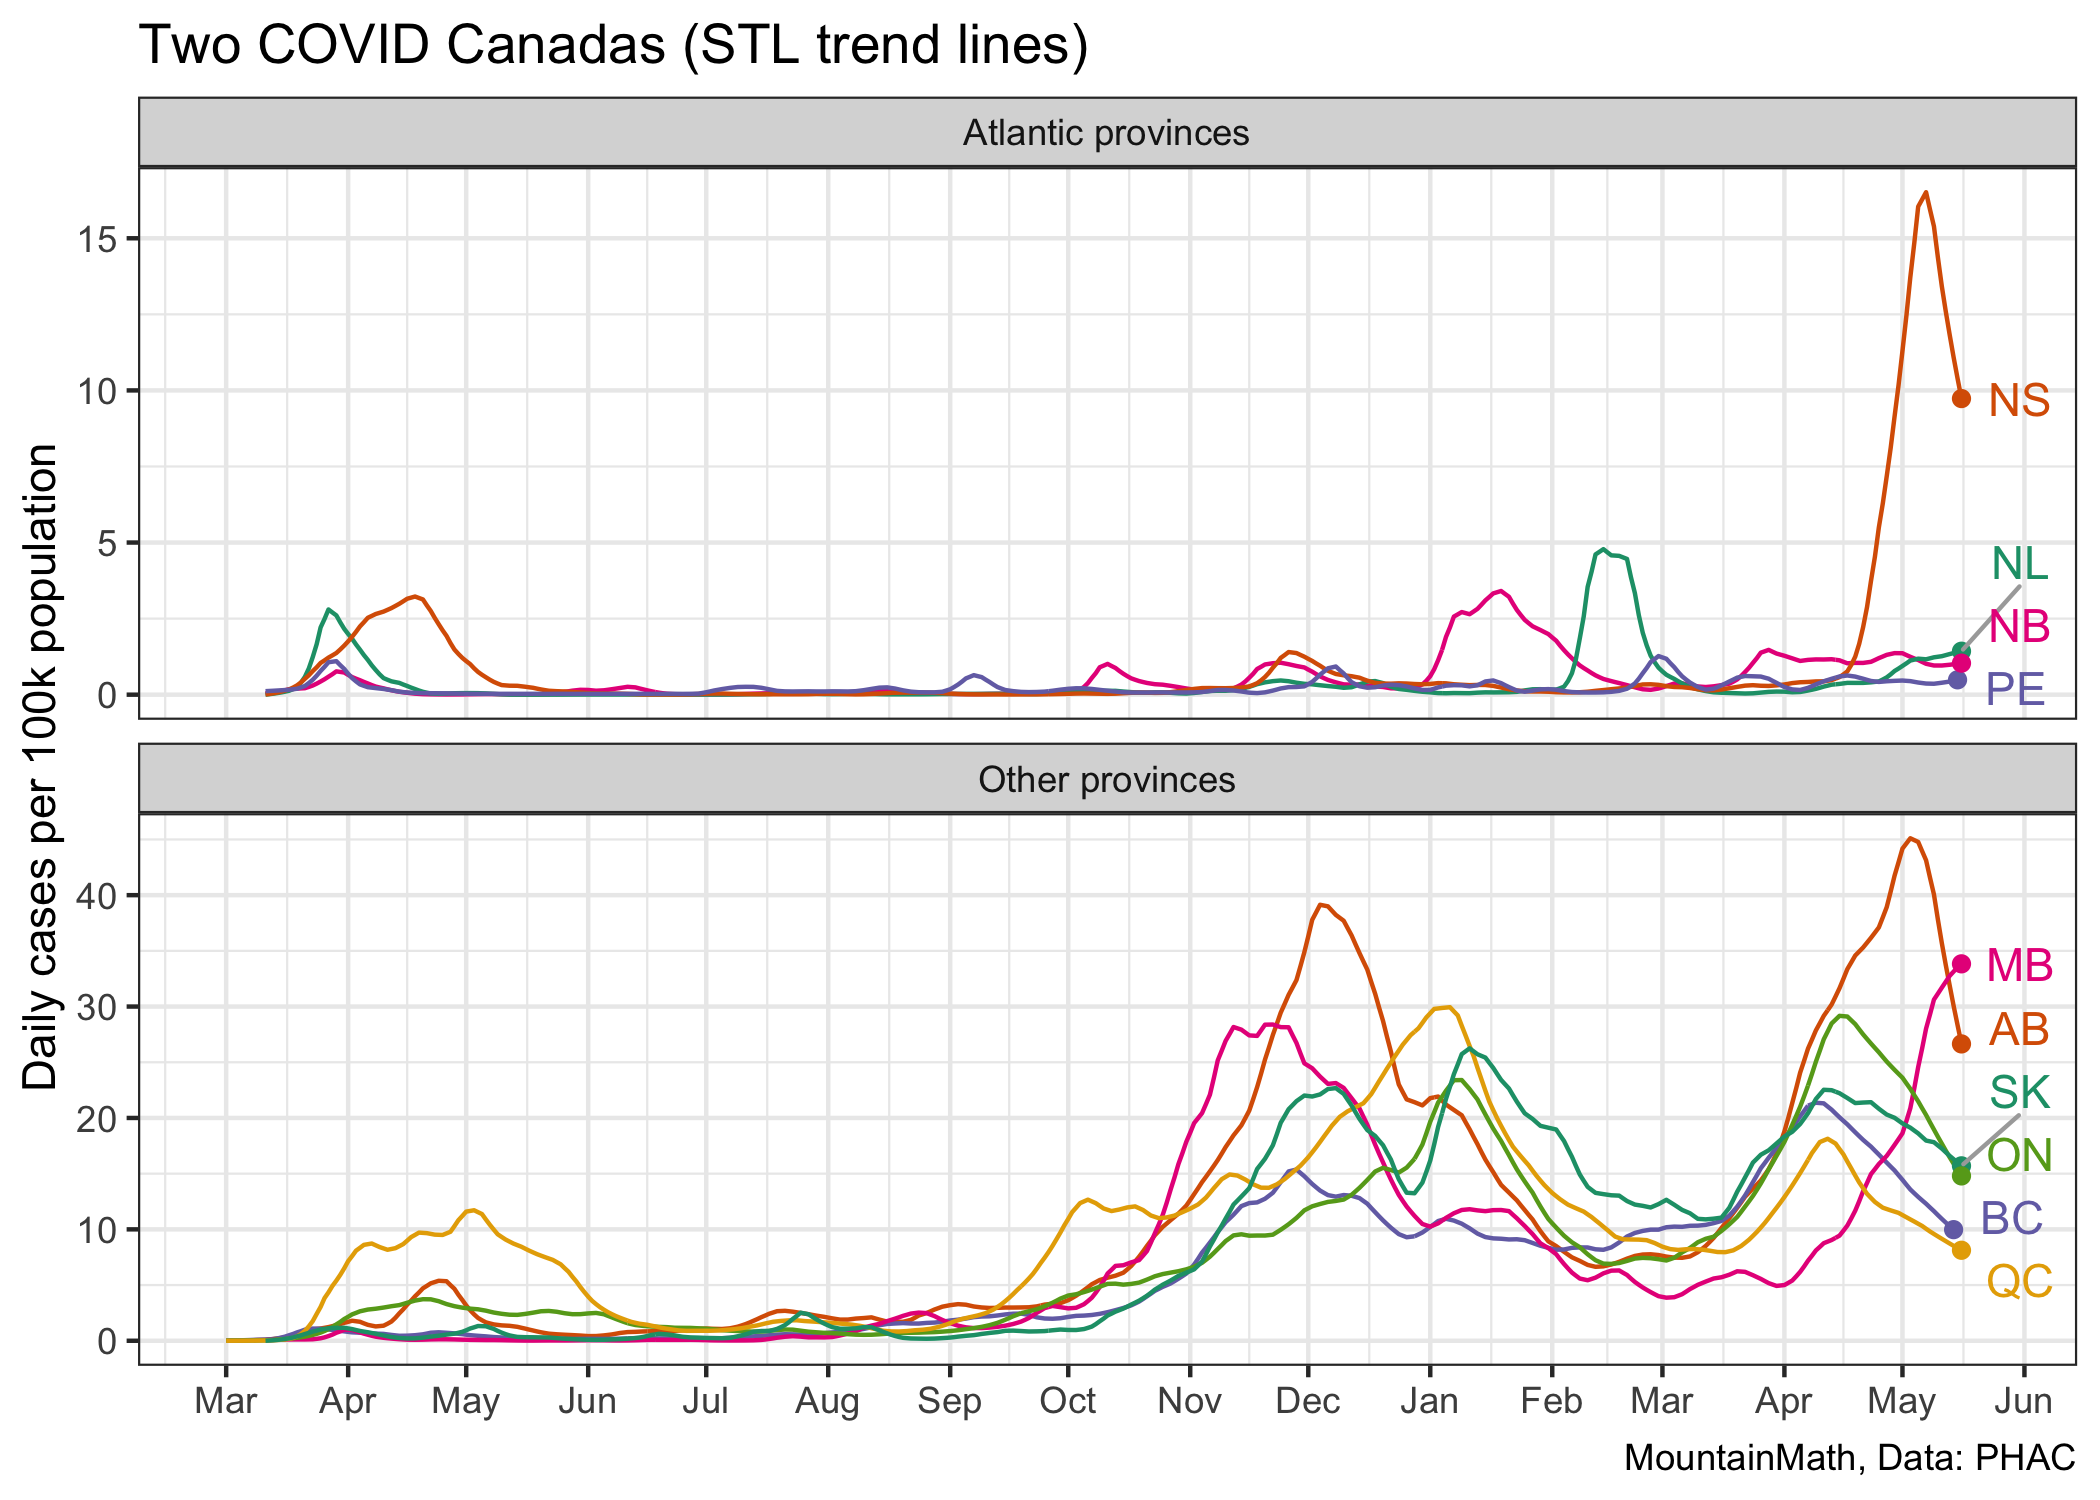 Two COVID Canadas (STL trend lines)
Daily cases per 100k population
Atlantic provinces
15
10
5
0
NS
NL
NB
PE
Other provinces
40
30
20
10
0
MB
AB
SK
ON
BC
QC
Mar Apr May Jun Jul Aug Sep Oct Nov Dec Jan Feb Mar Apr May Jun
MountainMath, Data: PHAC